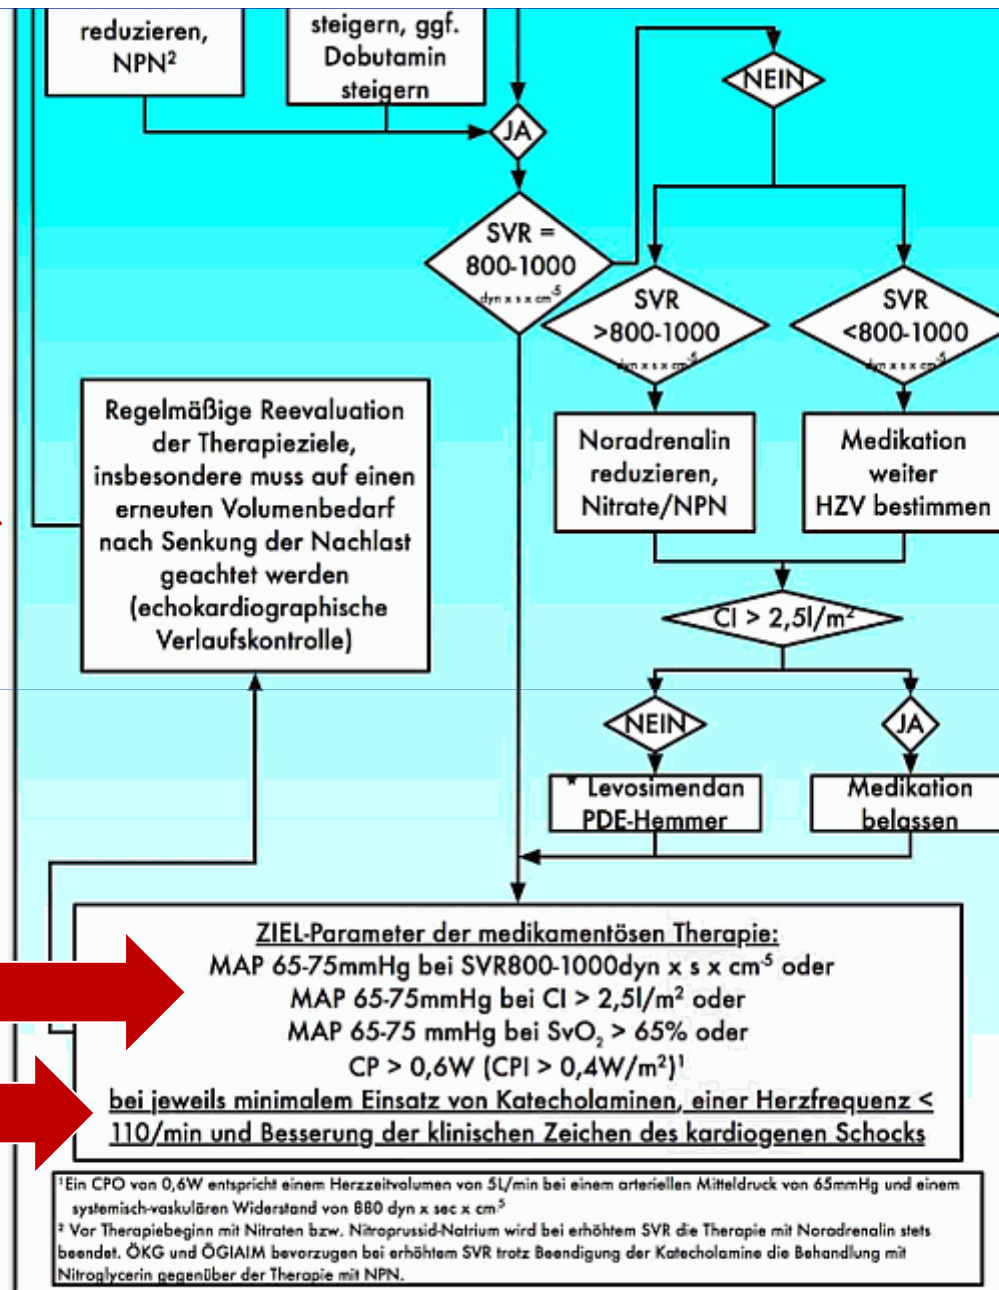 reduzieren,
NPN²
steigern, ggf.
Dobutamin
steigern
JA
NEIN
SVR =
800-1000
dyn x s x cm⁻⁵
SVR
>800-1000
dyn x s x cm⁻⁵
SVR
<800-1000
dyn x s x cm⁻⁵
Regelmäßige Reevaluation
der Therapieziele,
insbesondere muss auf einen
erneuten Volumenbedarf
nach Senkung der Nachlast
geachtet werden
(echokardiographische
Verlaufskontrolle)
Noradrenalin
reduzieren,
Nitrate/NPN
Medikation
weiter
HZV bestimmen
CI > 2,5l/m²
NEIN
JA
* Levosimendan
PDE-Hemmer
Medikation
belassen
ZIEL-Parameter der medikamentösen Therapie:
MAP 65-75mmHg bei SVR800-1000dyn x s x cm⁻⁵ oder
MAP 65-75mmHg bei CI > 2,5l/m² oder
MAP 65-75 mmHg bei SvO₂ > 65% oder
CP > 0,6W (CPI > 0,4W/m²)¹
bei jeweils minimalem Einsatz von Katecholaminen, einer Herzfrequenz <
110/min und Besserung der klinischen Zeichen des kardiogenen Schocks
¹Ein CPO von 0,6W entspricht einem Herzzeitvolumen von 5L/min bei einem arteriellen Mitteldruck von 65mmHg und einem
systemisch-vaskulären Widerstand von 880 dyn x sec x cm⁻⁵
² Vor Therapiebeginn mit Nitraten bzw. Nitroprussid-Natrium wird bei erhöhtem SVR die Therapie mit Noradrenalin stets
beendet. ÖKG und ÖGIAIM bevorzugen bei erhöhtem SVR trotz Beendigung der Katecholamine die Behandlung mit
Nitroglycerin gegenüber der Therapie mit NPN.